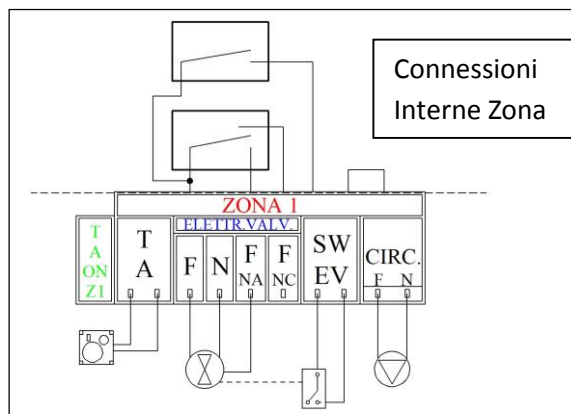 Connessioni
Interne Zona
ZONA 1
ELETTR.VALV.
T
A
ON
Z1
T
A
F
N
F
NA
F
NC
SW
EV
CIRC.
F N